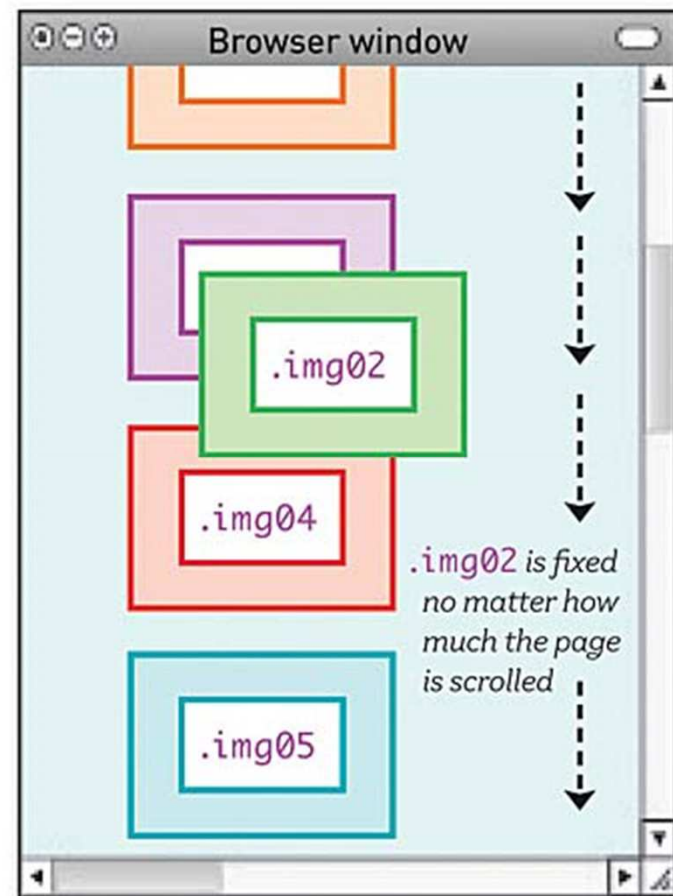 Browser window
.img02
.img04
.img02 is fixed
no matter how
much the page
is scrolled
.img05